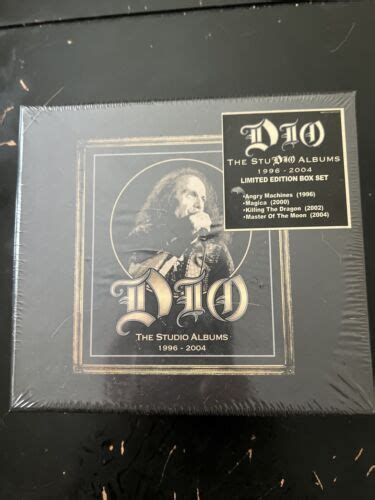 DIO
THE STUDIO ALBUMS
1996 - 2004
LIMITED EDITION BOX SET
•Angry Machines (1996)
•Magica (2000)
•Killing The Dragon (2002)
•Master Of The Moon (2004)
DIO
THE STUDIO ALBUMS
1996 - 2004